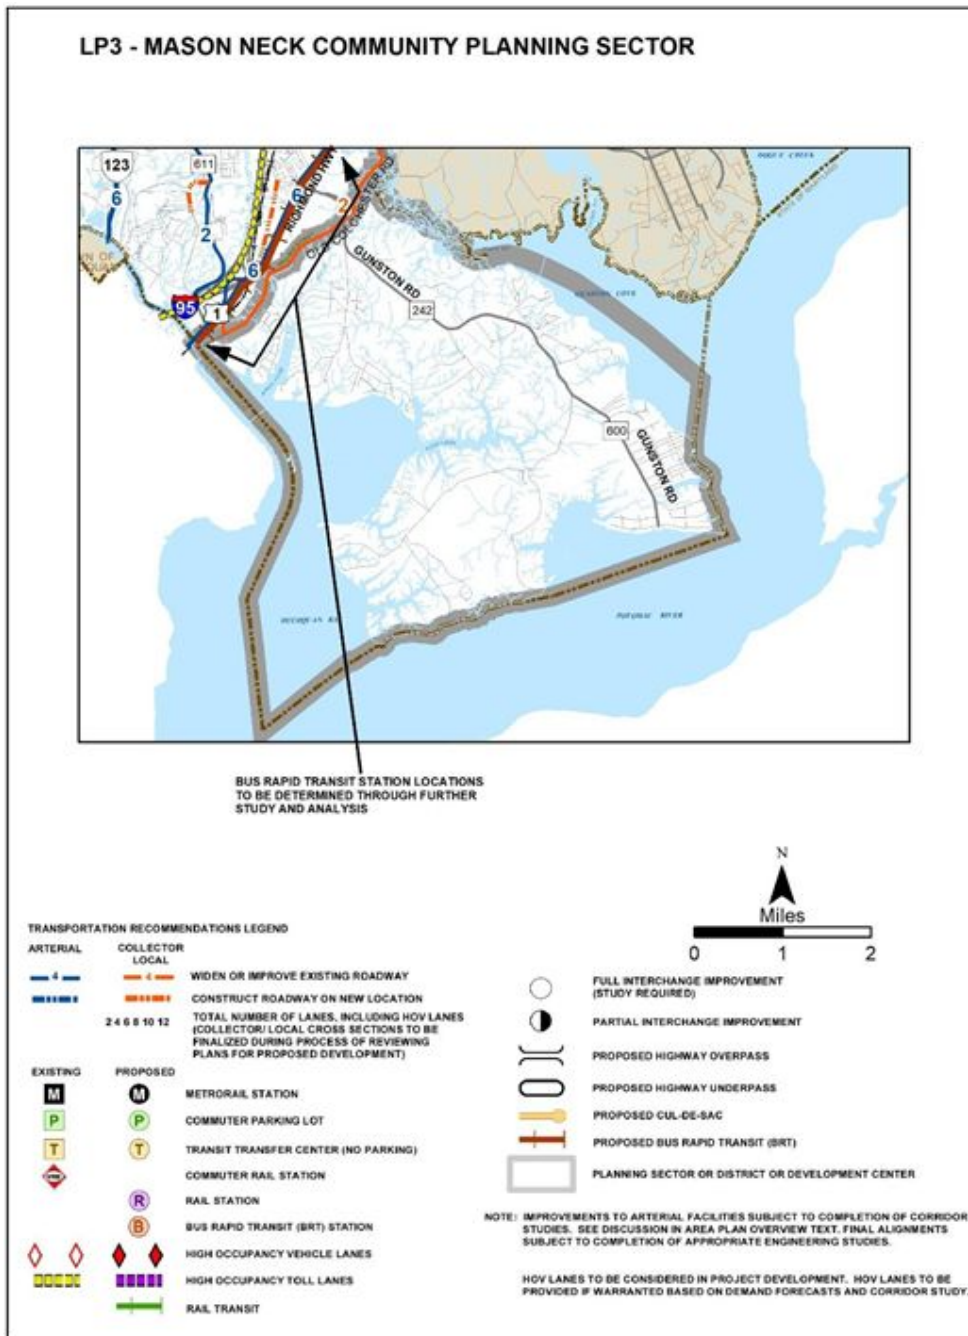 LP3 - MASON NECK COMMUNITY PLANNING SECTOR
123
611
6
2
6
6
2
RICHMOND HWY
OLD COLCHESTER RD
GUNSTON RD
242
95
1
600
GUNSTON RD
POTOMAC RIVER
BUS RAPID TRANSIT STATION LOCATIONS
TO BE DETERMINED THROUGH FURTHER
STUDY AND ANALYSIS
N
Miles
0 1 2
TRANSPORTATION RECOMMENDATIONS LEGEND
ARTERIAL COLLECTOR
LOCAL
4 4 WIDEN OR IMPROVE EXISTING ROADWAY
CONSTRUCT ROADWAY ON NEW LOCATION
2 4 6 8 10 12 TOTAL NUMBER OF LANES, INCLUDING HOV LANES
(COLLECTOR/ LOCAL CROSS SECTIONS TO BE
FINALIZED DURING PROCESS OF REVIEWING
PLANS FOR PROPOSED DEVELOPMENT)
EXISTING PROPOSED
M M METRORAIL STATION
P P COMMUTER PARKING LOT
T T TRANSIT TRANSFER CENTER (NO PARKING)
VRE COMMUTER RAIL STATION
R RAIL STATION
B BUS RAPID TRANSIT (BRT) STATION
HIGH OCCUPANCY VEHICLE LANES
HIGH OCCUPANCY TOLL LANES
RAIL TRANSIT
FULL INTERCHANGE IMPROVEMENT
(STUDY REQUIRED)
PARTIAL INTERCHANGE IMPROVEMENT
PROPOSED HIGHWAY OVERPASS
PROPOSED HIGHWAY UNDERPASS
PROPOSED CUL-DE-SAC
PROPOSED BUS RAPID TRANSIT (BRT)
PLANNING SECTOR OR DISTRICT OR DEVELOPMENT CENTER
NOTE: IMPROVEMENTS TO ARTERIAL FACILITIES SUBJECT TO COMPLETION OF CORRIDOR
STUDIES. SEE DISCUSSION IN AREA PLAN OVERVIEW TEXT. FINAL ALIGNMENTS
SUBJECT TO COMPLETION OF APPROPRIATE ENGINEERING STUDIES.
HOV LANES TO BE CONSIDERED IN PROJECT DEVELOPMENT. HOV LANES TO BE
PROVIDED IF WARRANTED BASED ON DEMAND FORECASTS AND CORRIDOR STUDY.